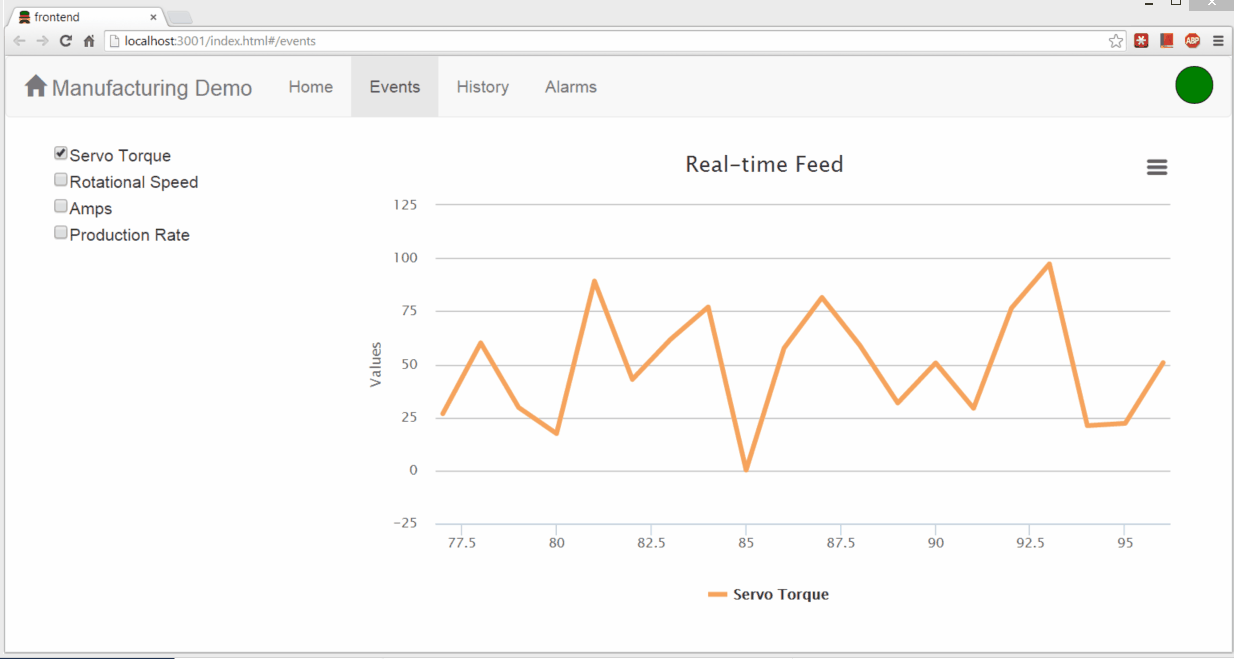 frontend
localhost:3001/index.html#/events
ABP
Manufacturing Demo Home Events History Alarms
Servo Torque
Rotational Speed
Amps
Production Rate
Real-time Feed
Values
125
100
75
50
25
0
-25
77.5 80 82.5 85 87.5 90 92.5 95
Servo Torque